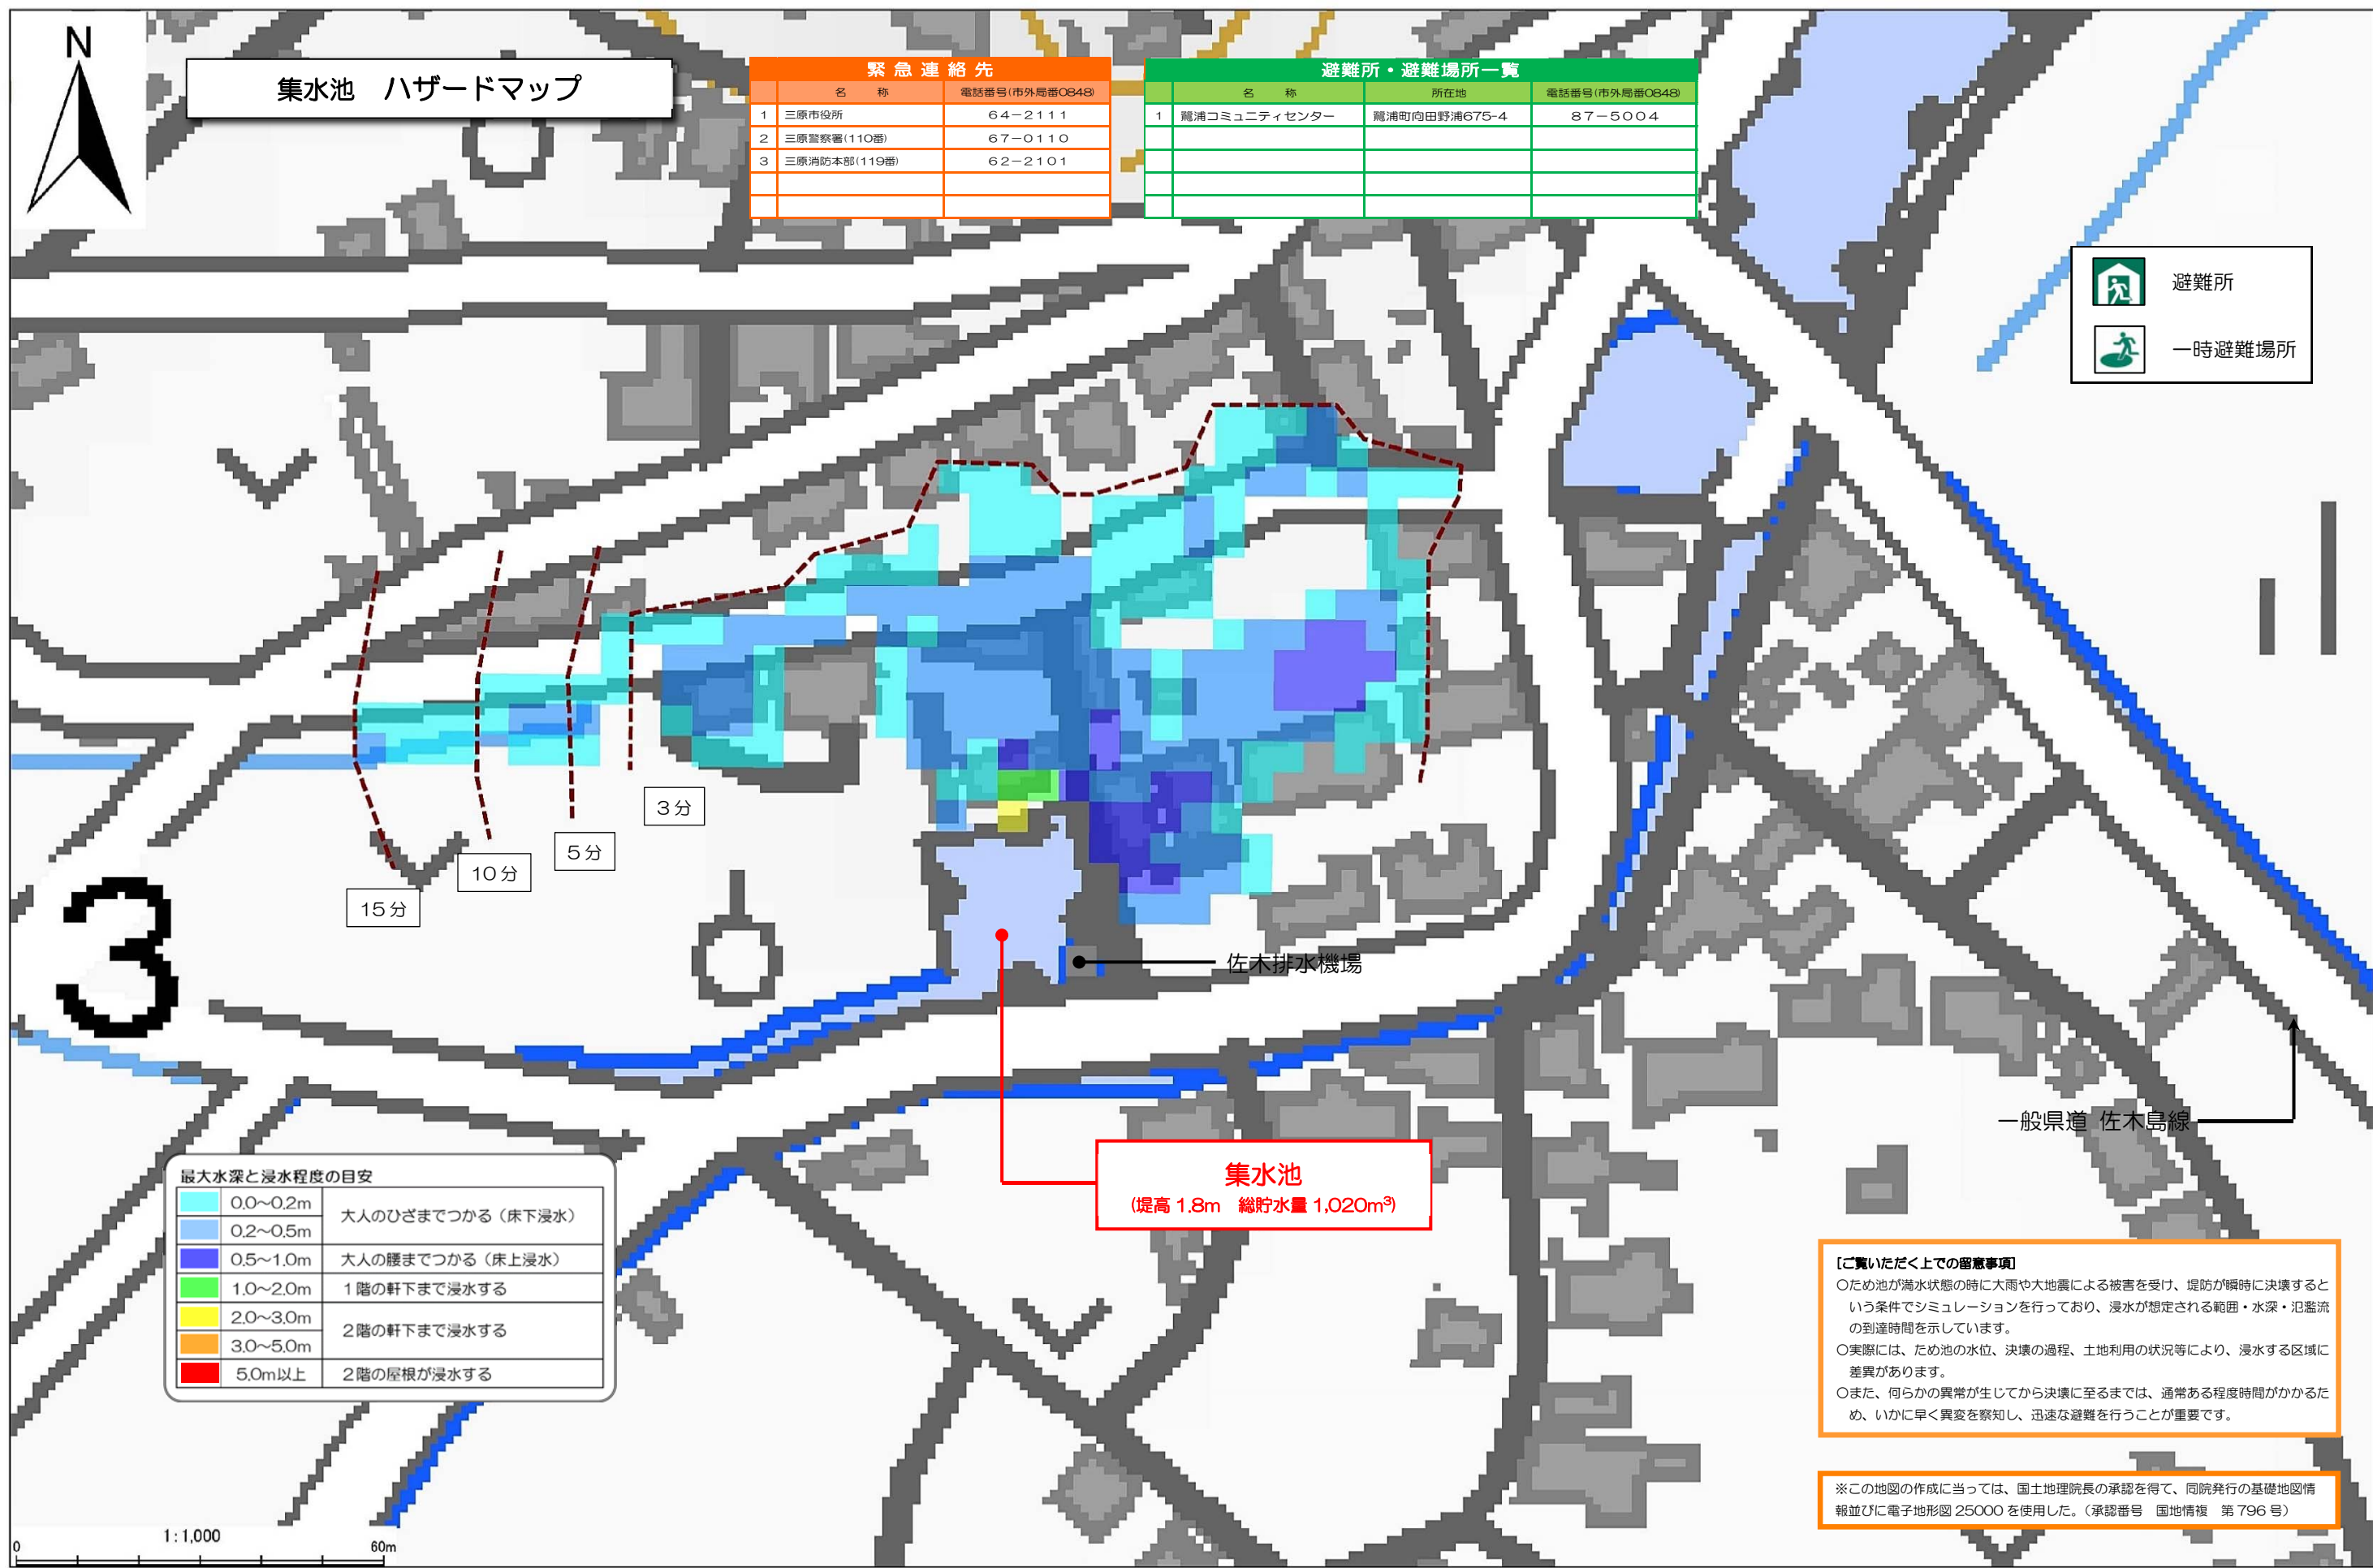 N
集水池　ハザードマップ
緊 急 連 絡 先
名　　称　電話番号(市外局番0848)
1　三原市役所　64-2111
2　三原警察署(110番)　67-0110
3　三原消防本部(119番)　62-2101
避難所・避難場所一覧
名　　称　所在地　電話番号(市外局番0848)
1　鷺浦コミュニティセンター　鷺浦町向田野浦675-4　87-5004
避難所
一時避難場所
3分
5分
10分
15分
3
佐木排水機場
一般県道 佐木島線
集水池
(堤高 1.8m　総貯水量 1,020m³)
最大水深と浸水程度の目安
0.0～0.2m　大人のひざまでつかる（床下浸水）
0.2～0.5m
0.5～1.0m　大人の腰までつかる（床上浸水）
1.0～2.0m　1階の軒下まで浸水する
2.0～3.0m　2階の軒下まで浸水する
3.0～5.0m
5.0m以上　2階の屋根が浸水する
[ご覧いただく上での留意事項]
○ため池が満水状態の時に大雨や大地震による被害を受け、堤防が瞬時に決壊すると
いう条件でシミュレーションを行っており、浸水が想定される範囲・水深・氾濫流
の到達時間を示しています。
○実際には、ため池の水位、決壊の過程、土地利用の状況等により、浸水する区域に
差異があります。
○また、何らかの異常が生じてから決壊に至るまでは、通常ある程度時間がかかるた
め、いかに早く異変を察知し、迅速な避難を行うことが重要です。
※この地図の作成に当っては、国土地理院長の承認を得て、同院発行の基礎地図情
報並びに電子地形図 25000 を使用した。（承認番号　国地情複　第 796 号）
1:1,000
0　60m